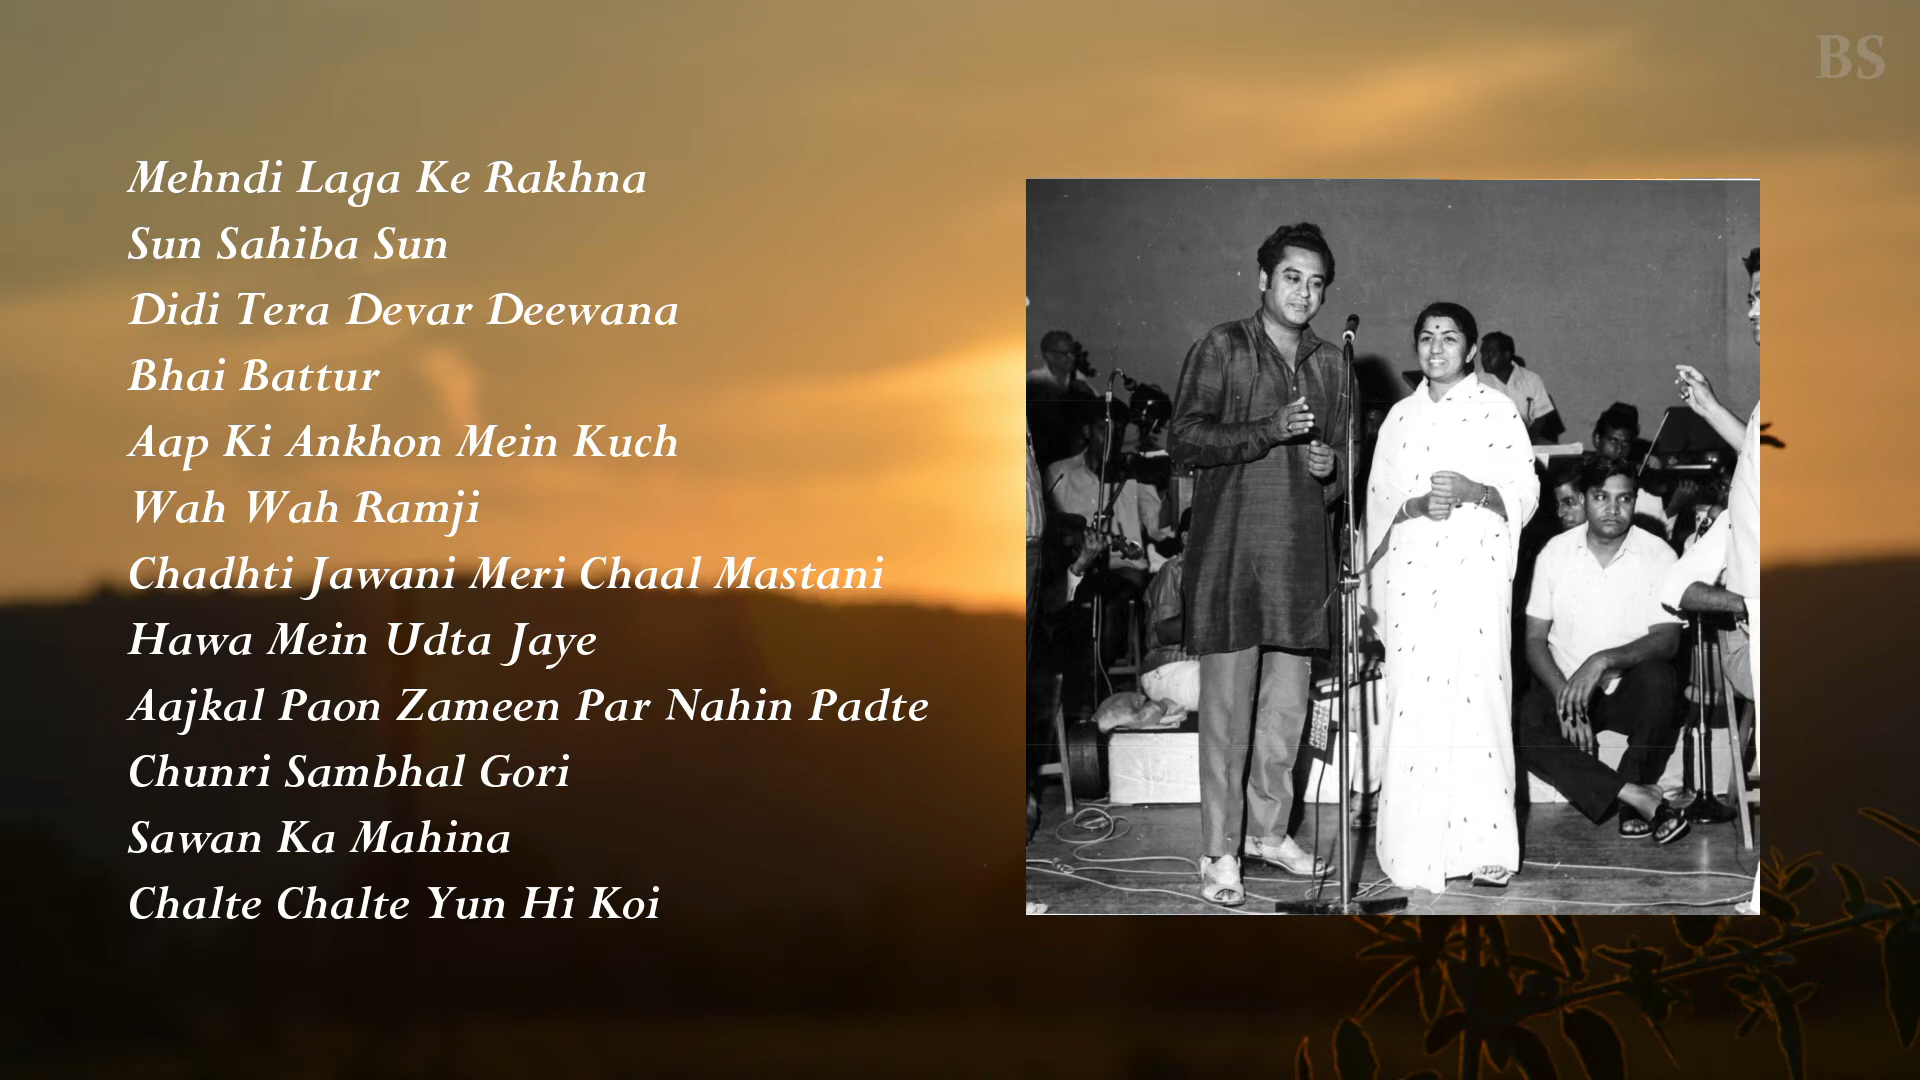 BS
Mehndi Laga Ke Rakhna
Sun Sahiba Sun
Didi Tera Devar Deewana
Bhai Battur
Aap Ki Ankhon Mein Kuch
Wah Wah Ramji
Chadhti Jawani Meri Chaal Mastani
Hawa Mein Udta Jaye
Aajkal Paon Zameen Par Nahin Padte
Chunri Sambhal Gori
Sawan Ka Mahina
Chalte Chalte Yun Hi Koi